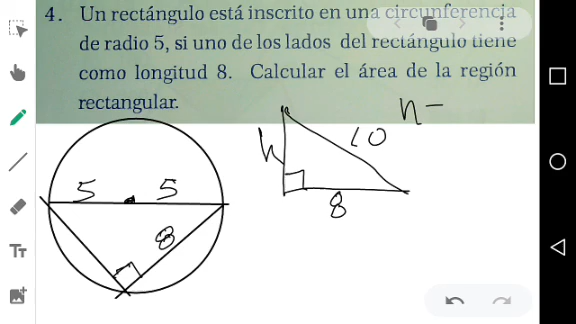 4. Un rectángulo está inscrito en una circunferencia
de radio 5, si uno de los lados del rectángulo tiene
como longitud 8. Calcular el área de la región
rectangular.
h=
10
h
8
5 5
8
Tt